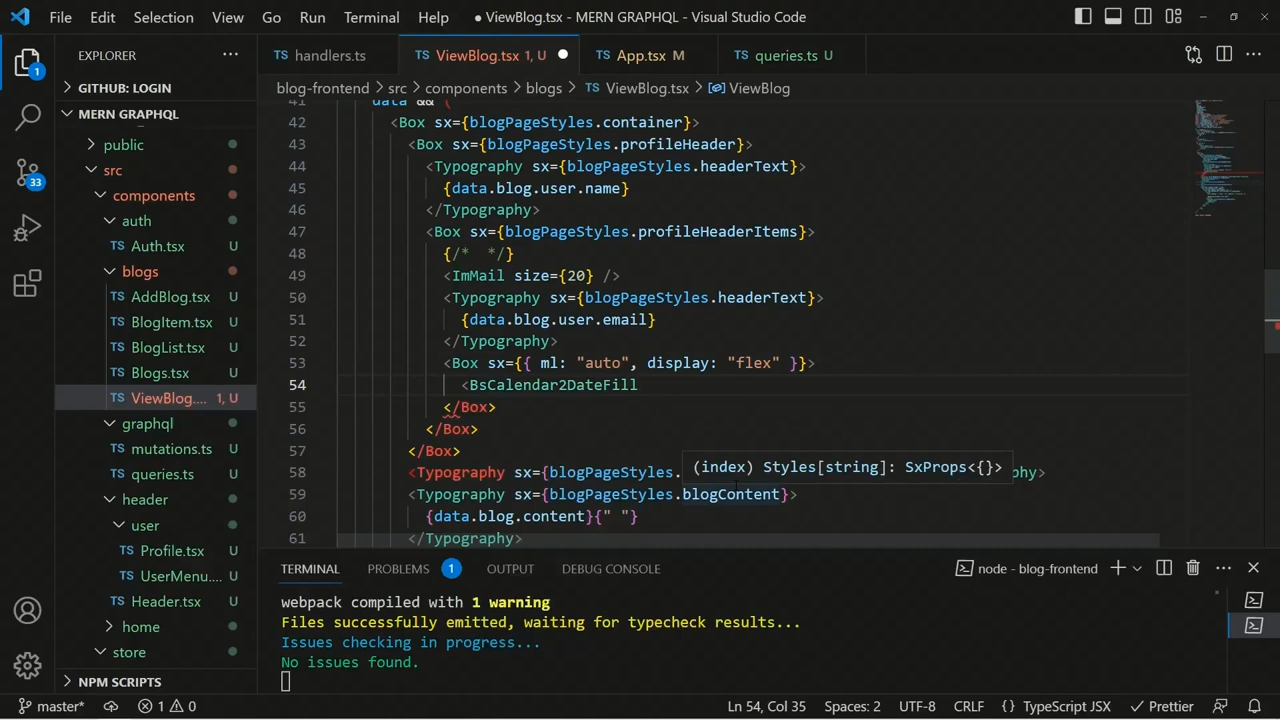 File Edit Selection View Go Run Terminal Help ● ViewBlog.tsx - MERN GRAPHQL - Visual Studio Code
EXPLORER ···
1
GITHUB: LOGIN
MERN GRAPHQL
public
src
components
auth
TS Auth.tsx U
blogs
TS AddBlog.tsx U
TS BlogItem.tsx U
TS BlogList.tsx U
TS Blogs.tsx U
TS ViewBlog.... 1, U
graphql
TS mutations.ts U
TS queries.ts U
header
user
TS Profile.tsx U
TS UserMenu.... U
TS Header.tsx U
home
store
NPM SCRIPTS
33
TS handlers.ts TS ViewBlog.tsx 1, U ● TS App.tsx M TS queries.ts U ···
blog-frontend > src > components > blogs > TS ViewBlog.tsx > ViewBlog
41 data && (
42 <Box sx={blogPageStyles.container}>
43 <Box sx={blogPageStyles.profileHeader}>
44 <Typography sx={blogPageStyles.headerText}>
45 {data.blog.user.name}
46 </Typography>
47 <Box sx={blogPageStyles.profileHeaderItems}>
48 {/*  */}
49 <ImMail size={20} />
50 <Typography sx={blogPageStyles.headerText}>
51 {data.blog.user.email}
52 </Typography>
53 <Box sx={{ ml: "auto", display: "flex" }}>
54 <BsCalendar2DateFill
55 </Box>
56 </Box>
57 </Box>
(index) Styles[string]: SxProps<{}>
58 <Typography sx={blogPageStyles. phy>
59 <Typography sx={blogPageStyles.blogContent}>
60 {data.blog.content}{" "}
61 </Typography>
TERMINAL PROBLEMS 1 OUTPUT DEBUG CONSOLE node - blog-frontend ···
webpack compiled with 1 warning
Files successfully emitted, waiting for typecheck results...
Issues checking in progress...
No issues found.
master* 1 0 Ln 54, Col 35 Spaces: 2 UTF-8 CRLF {} TypeScript JSX Prettier